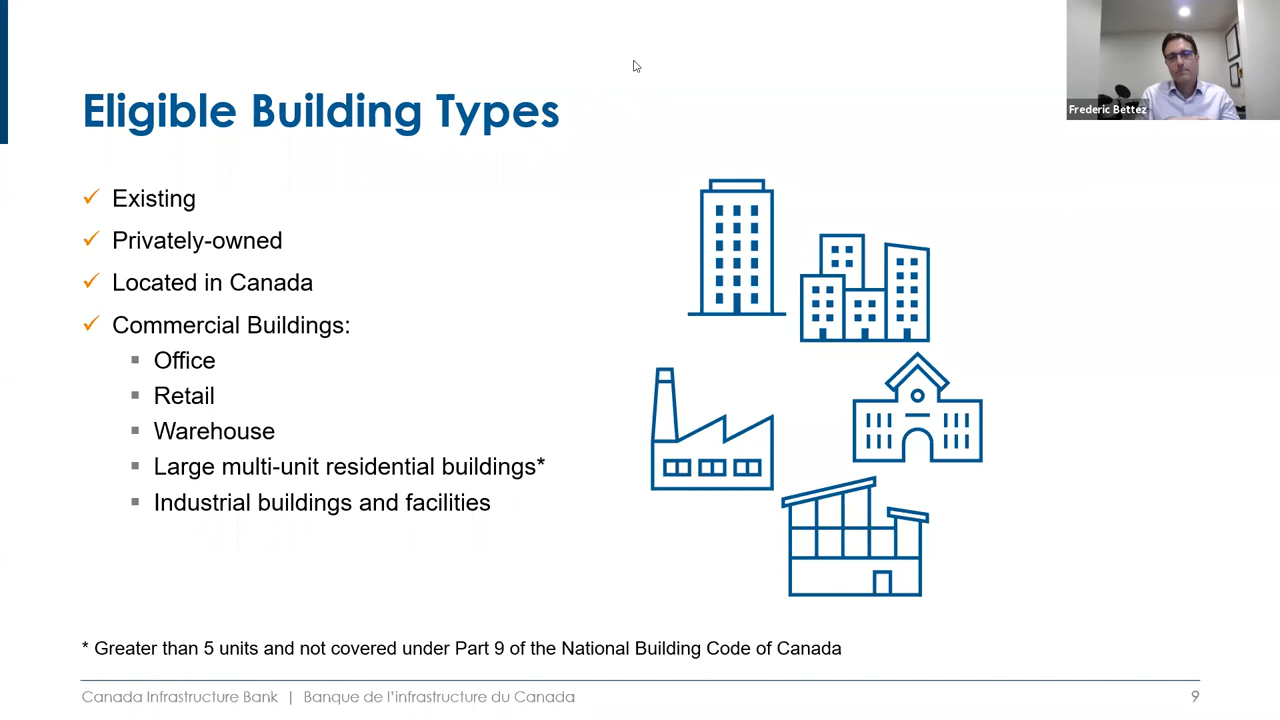 Frederic Bettez
Eligible Building Types
✓ Existing
✓ Privately-owned
✓ Located in Canada
✓ Commercial Buildings:
▪ Office
▪ Retail
▪ Warehouse
▪ Large multi-unit residential buildings*
▪ Industrial buildings and facilities
* Greater than 5 units and not covered under Part 9 of the National Building Code of Canada
Canada Infrastructure Bank | Banque de l’infrastructure du Canada 9